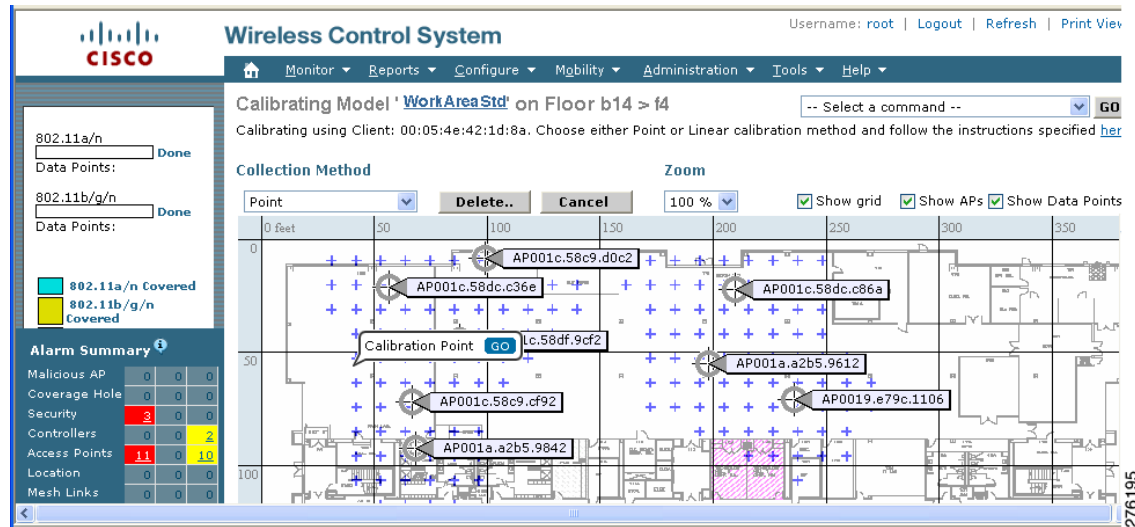 Username: root | Logout | Refresh | Print View
CISCO
Wireless Control System
Monitor Reports Configure Mobility Administration Tools Help
Calibrating Model ' WorkAreaStd' on Floor b14 > f4
-- Select a command -- GO
Calibrating using Client: 00:05:4e:42:1d:8a. Choose either Point or Linear calibration method and follow the instructions specified her
802.11a/n
Done
Data Points:
802.11b/g/n
Done
Data Points:
Collection Method
Zoom
Point
Delete..
Cancel
100 %
Show grid
Show APs
Show Data Points
0 feet 50 100 150 200 250 300 350
0
AP001c.58c9.d0c2
AP001c.58dc.c36e
AP001c.58dc.c86a
1c.58df.9cf2
Calibration Point GO
50
AP001a.a2b5.9612
AP001c.58c9.cf92
AP0019.e79c.1106
AP001a.a2b5.9842
100
802.11a/n Covered
802.11b/g/n Covered
Alarm Summary
Malicious AP 0 0 0
Coverage Hole 0 0 0
Security 3 0 0
Controllers 0 0 2
Access Points 11 0 10
Location 0 0 0
Mesh Links 0 0 0
276195